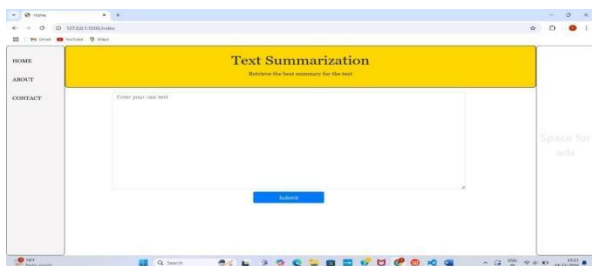 Home
127.0.0.1:5000/index
Gmail YouTube Maps
HOME
ABOUT
CONTACT
Text Summarization
Retrieve the best summary for the text
Enter your raw text
Submit
Space for
ads
Search
ENG